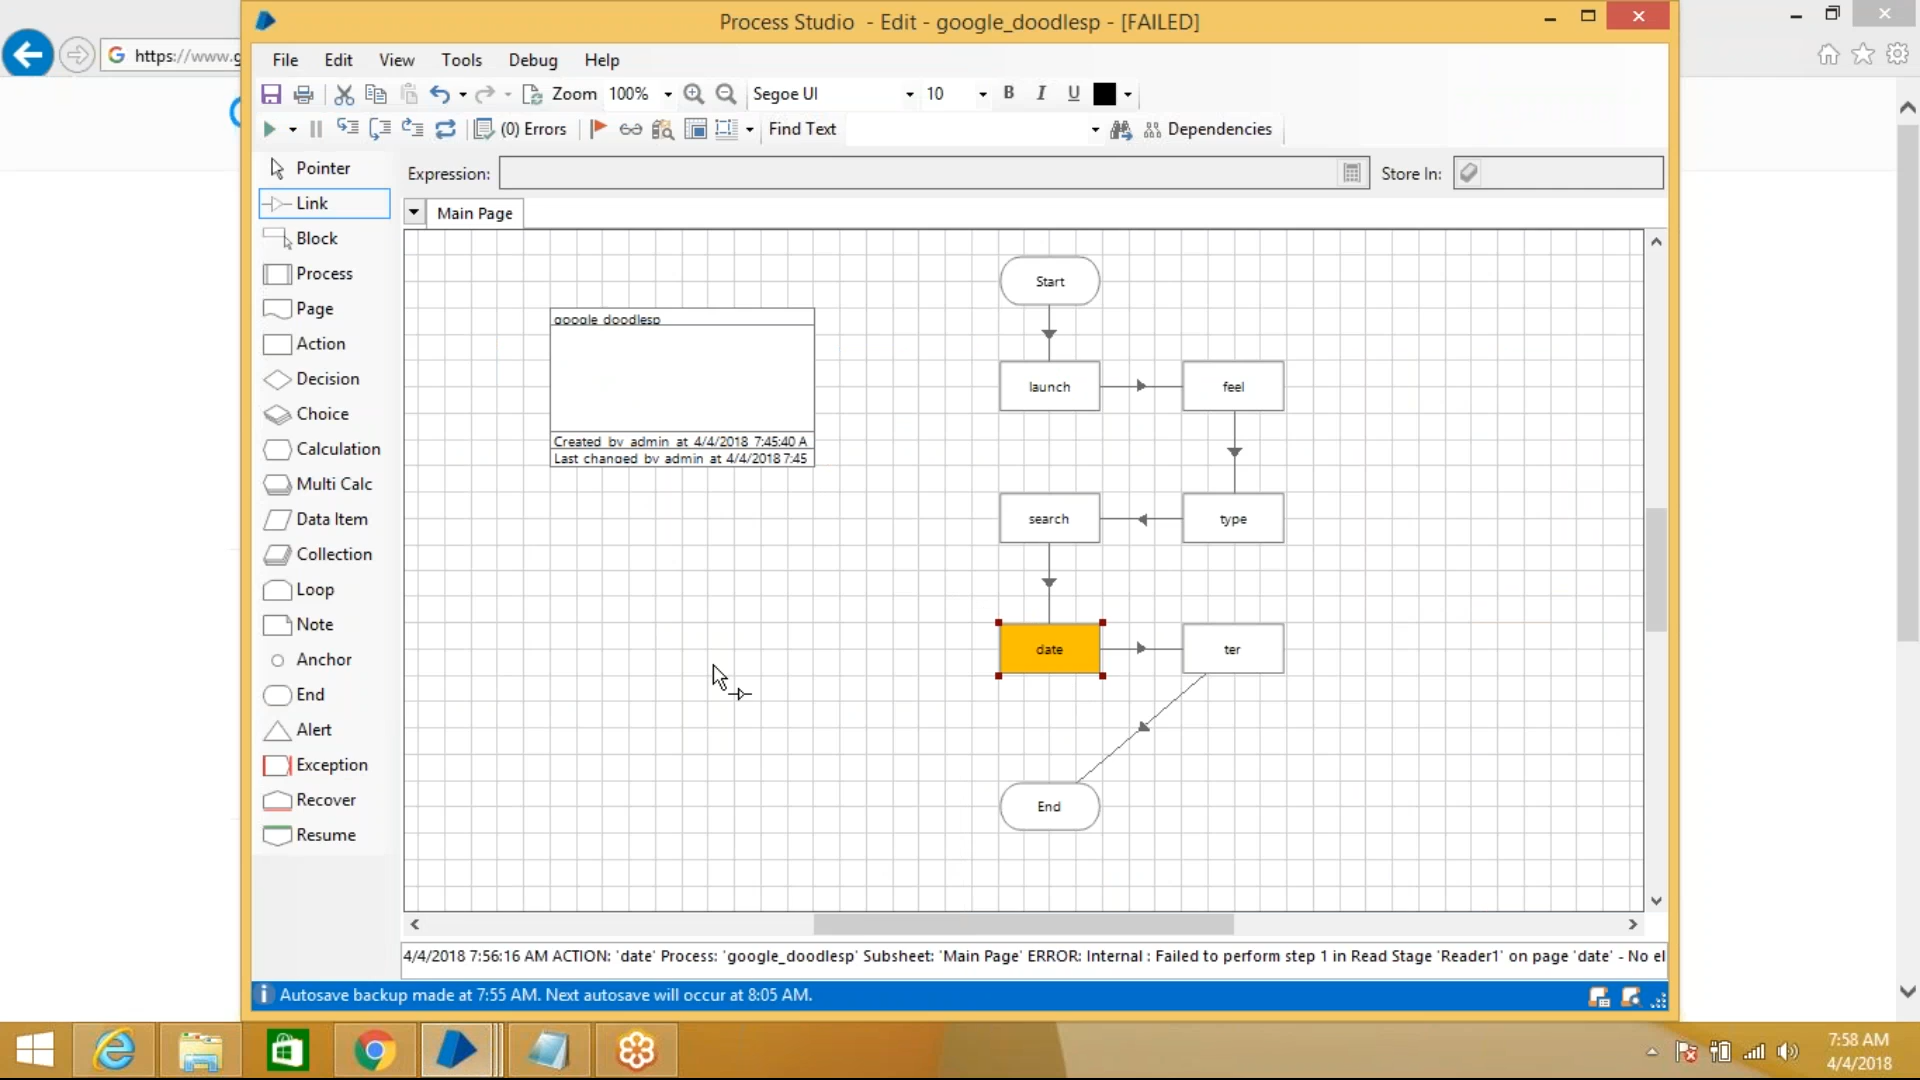 Process Studio  - Edit - google_doodlesp - [FAILED]
https://www.g
File Edit View Tools Debug Help
Zoom 100% Segoe UI 10 B I U
(0) Errors Find Text Dependencies
Pointer
Link
Block
Process
Page
Action
Decision
Choice
Calculation
Multi Calc
Data Item
Collection
Loop
Note
Anchor
End
Alert
Exception
Recover
Resume
Expression:
Store In:
Main Page
Start
google_doodlesp
launch
feel
Created by admin at 4/4/2018 7:45:40 A
Last changed by admin at 4/4/2018 7:45
search
type
date
ter
End
4/4/2018 7:56:16 AM ACTION: 'date' Process: 'google_doodlesp' Subsheet: 'Main Page' ERROR: Internal : Failed to perform step 1 in Read Stage 'Reader1' on page 'date' - No el
Autosave backup made at 7:55 AM. Next autosave will occur at 8:05 AM.
7:58 AM
4/4/2018